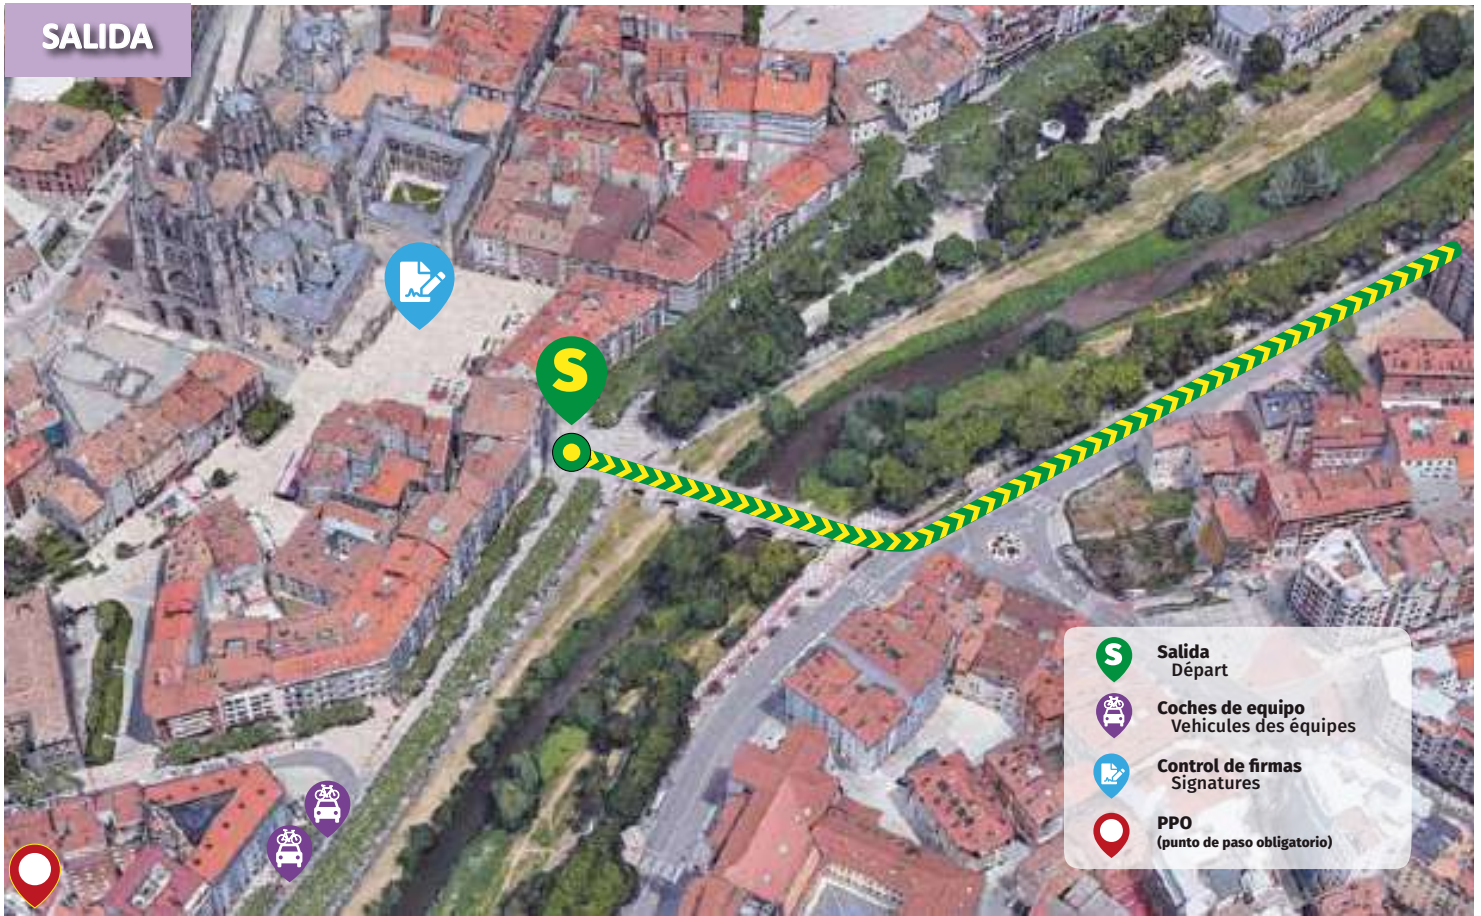 SALIDA
S
S
Salida
Départ
Coches de equipo
Vehicules des équipes
Control de firmas
Signatures
PPO
(punto de paso obligatorio)